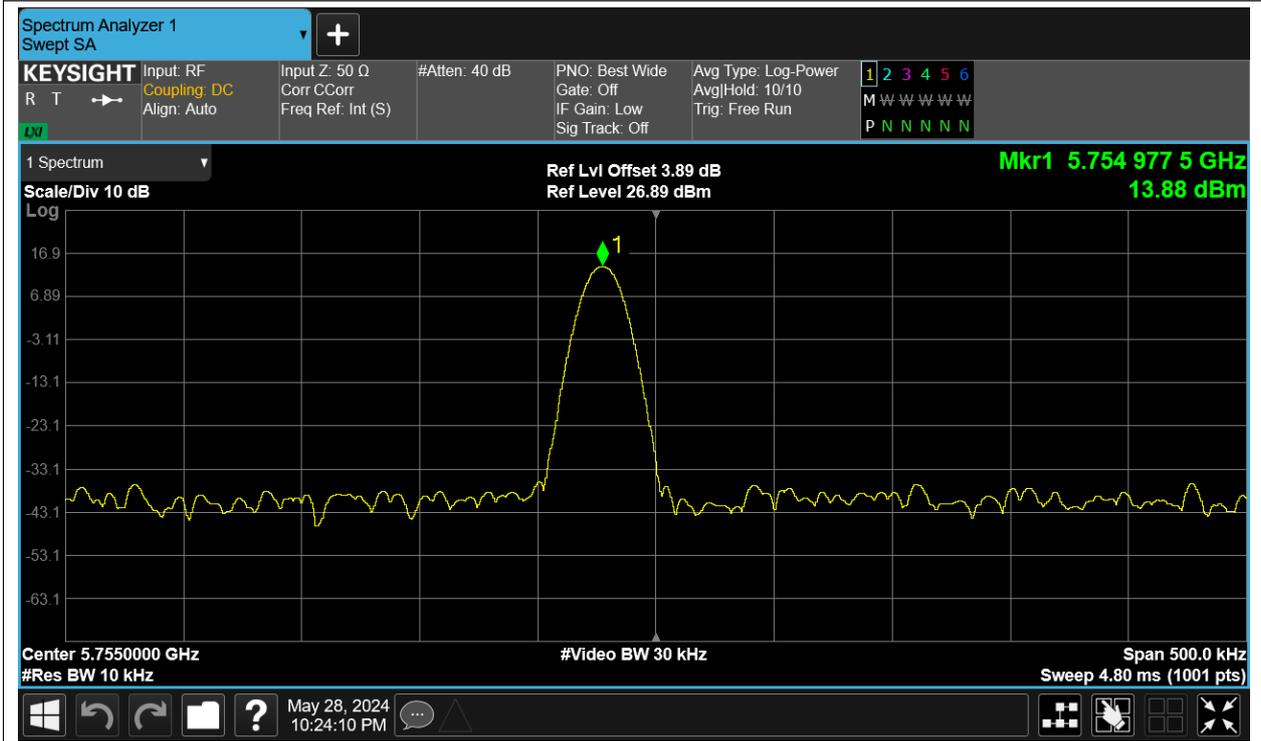 Spectrum Analyzer 1
Swept SA
+
KEYSIGHT
R T
LXI
Input: RF
Coupling: DC
Align: Auto
Input Z: 50 Ω
Corr CCorr
Freq Ref: Int (S)
#Atten: 40 dB
PNO: Best Wide
Gate: Off
IF Gain: Low
Sig Track: Off
Avg Type: Log-Power
Avg|Hold: 10/10
Trig: Free Run
1 2 3 4 5 6
M W W W W W
P N N N N N
1 Spectrum
Scale/Div 10 dB
Ref Lvl Offset 3.89 dB
Ref Level 26.89 dBm
Mkr1 5.754 977 5 GHz
13.88 dBm
Log
1
16.9
6.89
-3.11
-13.1
-23.1
-33.1
-43.1
-53.1
-63.1
Center 5.7550000 GHz
#Video BW 30 kHz
Span 500.0 kHz
#Res BW 10 kHz
Sweep 4.80 ms (1001 pts)
?
May 28, 2024
10:24:10 PM